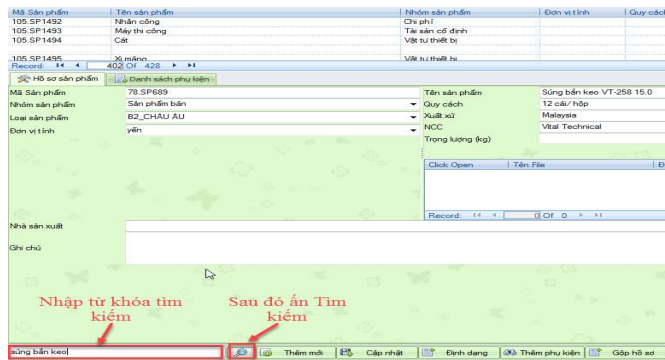 Mã Sản phẩm Tên sản phẩm Nhóm sản phẩm Đơn vị tính Quy cách
105.SP1492 Nhân công Chi phí
105.SP1493 Máy thi công Tài sản cố định
105.SP1494 Cát Vật tư thiết bị
105.SP1495 Xi măng Vật tư thiết bị
Record: 402 Of 428
Hồ sơ sản phẩm Danh sách phụ kiện
Mã Sản phẩm 78.SP689 Tên sản phẩm Súng bắn keo VT-258 15.0
Nhóm sản phẩm Sản phẩm bán Quy cách 12 cái/ hộp
Loại sản phẩm B2_CHÂU ÂU Xuất xứ Malaysia
Đơn vị tính yến NCC Vital Technical
Trọng lượng (kg)
Click Open Tên File Đ
Record: 0 Of 0
Nhà sản xuất
Ghi chú
Nhập từ khóa tìm kiếm Sau đó ấn Tìm kiếm
súng bắn keo Thêm mới Cập nhật Định dạng Thêm phụ kiện Gộp hồ sơ